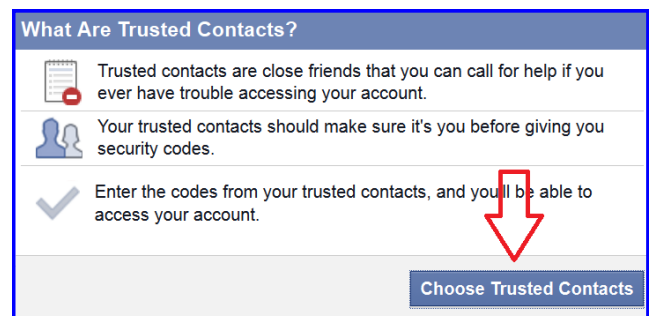 What Are Trusted Contacts?
Trusted contacts are close friends that you can call for help if you
ever have trouble accessing your account.
Your trusted contacts should make sure it's you before giving you
security codes.
Enter the codes from your trusted contacts, and you'll be able to
access your account.
Choose Trusted Contacts